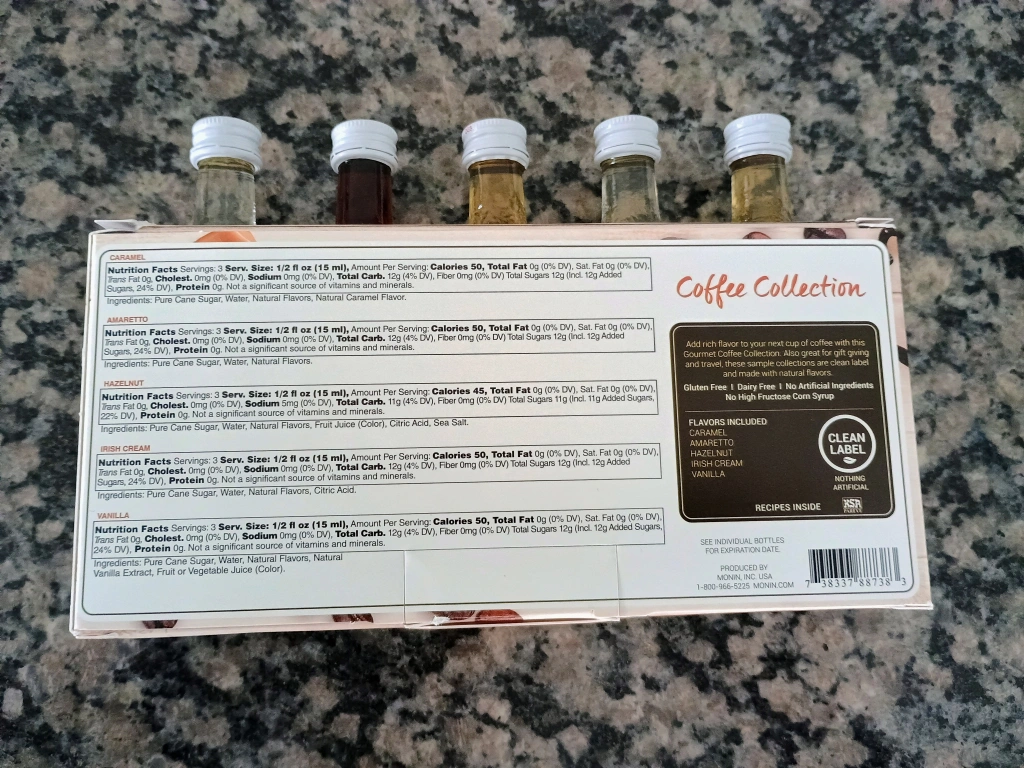 CARAMEL
Nutrition Facts Servings: 3 Serv. Size: 1/2 fl oz (15 ml), Amount Per Serving: Calories 50, Total Fat 0g (0% DV), Sat. Fat 0g (0% DV),
Trans Fat 0g, Cholest. 0mg (0% DV), Sodium 0mg (0% DV), Total Carb. 12g (4% DV), Fiber 0mg (0% DV) Total Sugars 12g (Incl. 12g Added
Sugars, 24% DV), Protein 0g. Not a significant source of vitamins and minerals.
Ingredients: Pure Cane Sugar, Water, Natural Flavors, Natural Caramel Flavor.
AMARETTO
Nutrition Facts Servings: 3 Serv. Size: 1/2 fl oz (15 ml), Amount Per Serving: Calories 50, Total Fat 0g (0% DV), Sat. Fat 0g (0% DV),
Trans Fat 0g, Cholest. 0mg (0% DV), Sodium 0mg (0% DV), Total Carb. 12g (4% DV), Fiber 0mg (0% DV) Total Sugars 12g (Incl. 12g Added
Sugars, 24% DV), Protein 0g. Not a significant source of vitamins and minerals.
Ingredients: Pure Cane Sugar, Water, Natural Flavors.
HAZELNUT
Nutrition Facts Servings: 3 Serv. Size: 1/2 fl oz (15 ml), Amount Per Serving: Calories 45, Total Fat 0g (0% DV), Sat. Fat 0g (0% DV),
Trans Fat 0g, Cholest. 0mg (0% DV), Sodium 5mg (0% DV), Total Carb. 11g (4% DV), Fiber 0mg (0% DV) Total Sugars 11g (Incl. 11g Added Sugars,
22% DV), Protein 0g. Not a significant source of vitamins and minerals.
Ingredients: Pure Cane Sugar, Water, Natural Flavors, Fruit Juice (Color), Citric Acid, Sea Salt.
IRISH CREAM
Nutrition Facts Servings: 3 Serv. Size: 1/2 fl oz (15 ml), Amount Per Serving: Calories 50, Total Fat 0g (0% DV), Sat. Fat 0g (0% DV),
Trans Fat 0g, Cholest. 0mg (0% DV), Sodium 0mg (0% DV), Total Carb. 12g (4% DV), Fiber 0mg (0% DV) Total Sugars 12g (Incl. 12g Added
Sugars, 24% DV), Protein 0g. Not a significant source of vitamins and minerals.
Ingredients: Pure Cane Sugar, Water, Natural Flavors, Citric Acid.
VANILLA
Nutrition Facts Servings: 3 Serv. Size: 1/2 fl oz (15 ml), Amount Per Serving: Calories 50, Total Fat 0g (0% DV), Sat. Fat 0g (0% DV),
Trans Fat 0g, Cholest. 0mg (0% DV), Sodium 0mg (0% DV), Total Carb. 12g (4% DV), Fiber 0mg (0% DV) Total Sugars 12g (Incl. 12g Added Sugars,
24% DV), Protein 0g. Not a significant source of vitamins and minerals.
Ingredients: Pure Cane Sugar, Water, Natural Flavors, Natural
Vanilla Extract, Fruit or Vegetable Juice (Color).
Coffee Collection
Add rich flavor to your next cup of coffee with this
Gourmet Coffee Collection. Also great for gift giving
and travel, these sample collections are clean label
and made with natural flavors.
Gluten Free I Dairy Free I No Artificial Ingredients
No High Fructose Corn Syrup
FLAVORS INCLUDED
CARAMEL
AMARETTO
HAZELNUT
IRISH CREAM
VANILLA
CLEAN
LABEL
NOTHING
ARTIFICIAL
RECIPES INSIDE
SEE INDIVIDUAL BOTTLES
FOR EXPIRATION DATE.
PRODUCED BY
MONIN, INC. USA
1-800-966-5225 MONIN.COM
7 38337 88738 3